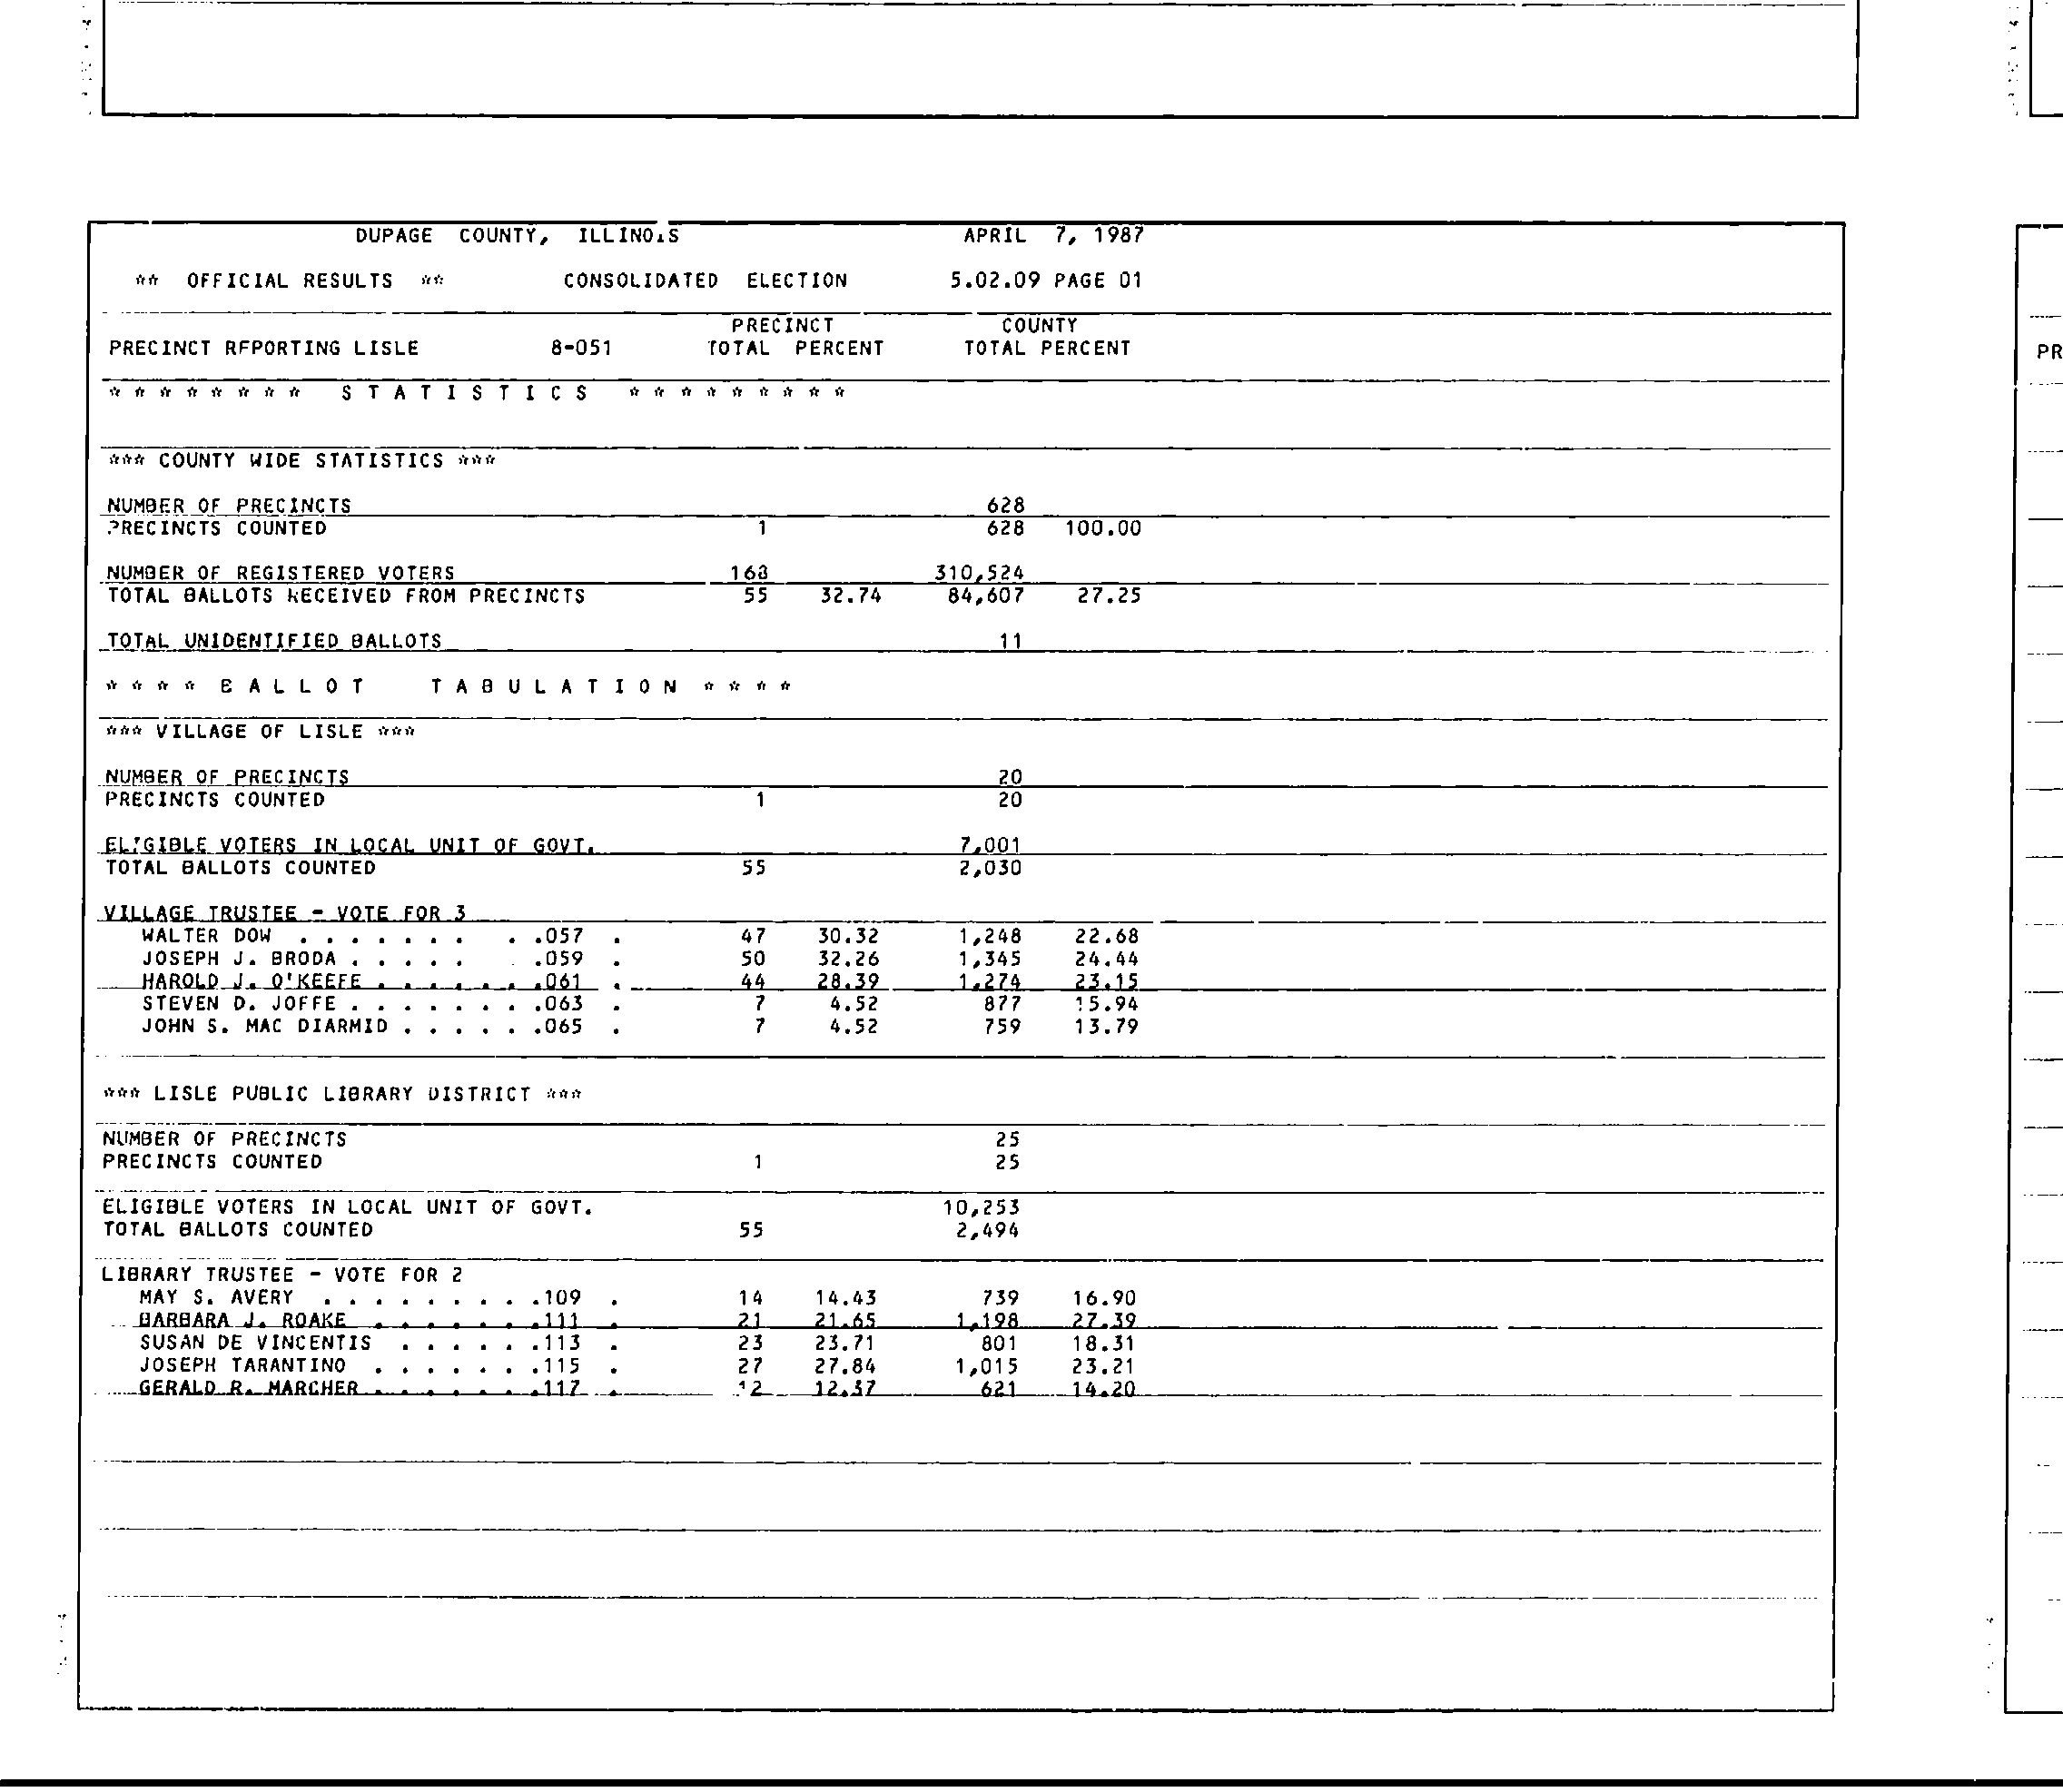 DUPAGE COUNTY, ILLINOIS APRIL 7, 1987
** OFFICIAL RESULTS ** CONSOLIDATED ELECTION 5.02.09 PAGE 01
PRECINCT COUNTY
PRECINCT REPORTING LISLE 8-051 TOTAL PERCENT TOTAL PERCENT
* * * * * * * * S T A T I S T I C S * * * * * * * * *
*** COUNTY WIDE STATISTICS ***
NUMBER OF PRECINCTS 628
PRECINCTS COUNTED 1 628 100.00
NUMBER OF REGISTERED VOTERS 168 310,524
TOTAL BALLOTS RECEIVED FROM PRECINCTS 55 32.74 84,607 27.25
TOTAL UNIDENTIFIED BALLOTS 11
* * * * B A L L O T T A B U L A T I O N * * * *
*** VILLAGE OF LISLE ***
NUMBER OF PRECINCTS 20
PRECINCTS COUNTED 1 20
ELIGIBLE VOTERS IN LOCAL UNIT OF GOVT. 7,001
TOTAL BALLOTS COUNTED 55 2,030
VILLAGE TRUSTEE - VOTE FOR 3
WALTER DOW . . . . . . . . .057 . 47 30.32 1,248 22.68
JOSEPH J. BRODA . . . . . . .059 . 50 32.26 1,345 24.44
HAROLD J. O'KEEFE . . . . . . .061 . 44 28.39 1,274 23.15
STEVEN D. JOFFE . . . . . . . .063 . 7 4.52 877 15.94
JOHN S. MAC DIARMID . . . . . .065 . 7 4.52 759 13.79
*** LISLE PUBLIC LIBRARY DISTRICT ***
NUMBER OF PRECINCTS 25
PRECINCTS COUNTED 1 25
ELIGIBLE VOTERS IN LOCAL UNIT OF GOVT. 10,253
TOTAL BALLOTS COUNTED 55 2,494
LIBRARY TRUSTEE - VOTE FOR 2
MAY S. AVERY . . . . . . . . .109 . 14 14.43 739 16.90
BARBARA J. ROAKE . . . . . . .111 . 21 21.65 1,198 27.39
SUSAN DE VINCENTIS . . . . . .113 . 23 23.71 801 18.31
JOSEPH TARANTINO . . . . . . .115 . 27 27.84 1,015 23.21
GERALD R. MARCHER . . . . . . .117 . 12 12.37 621 14.20
PR